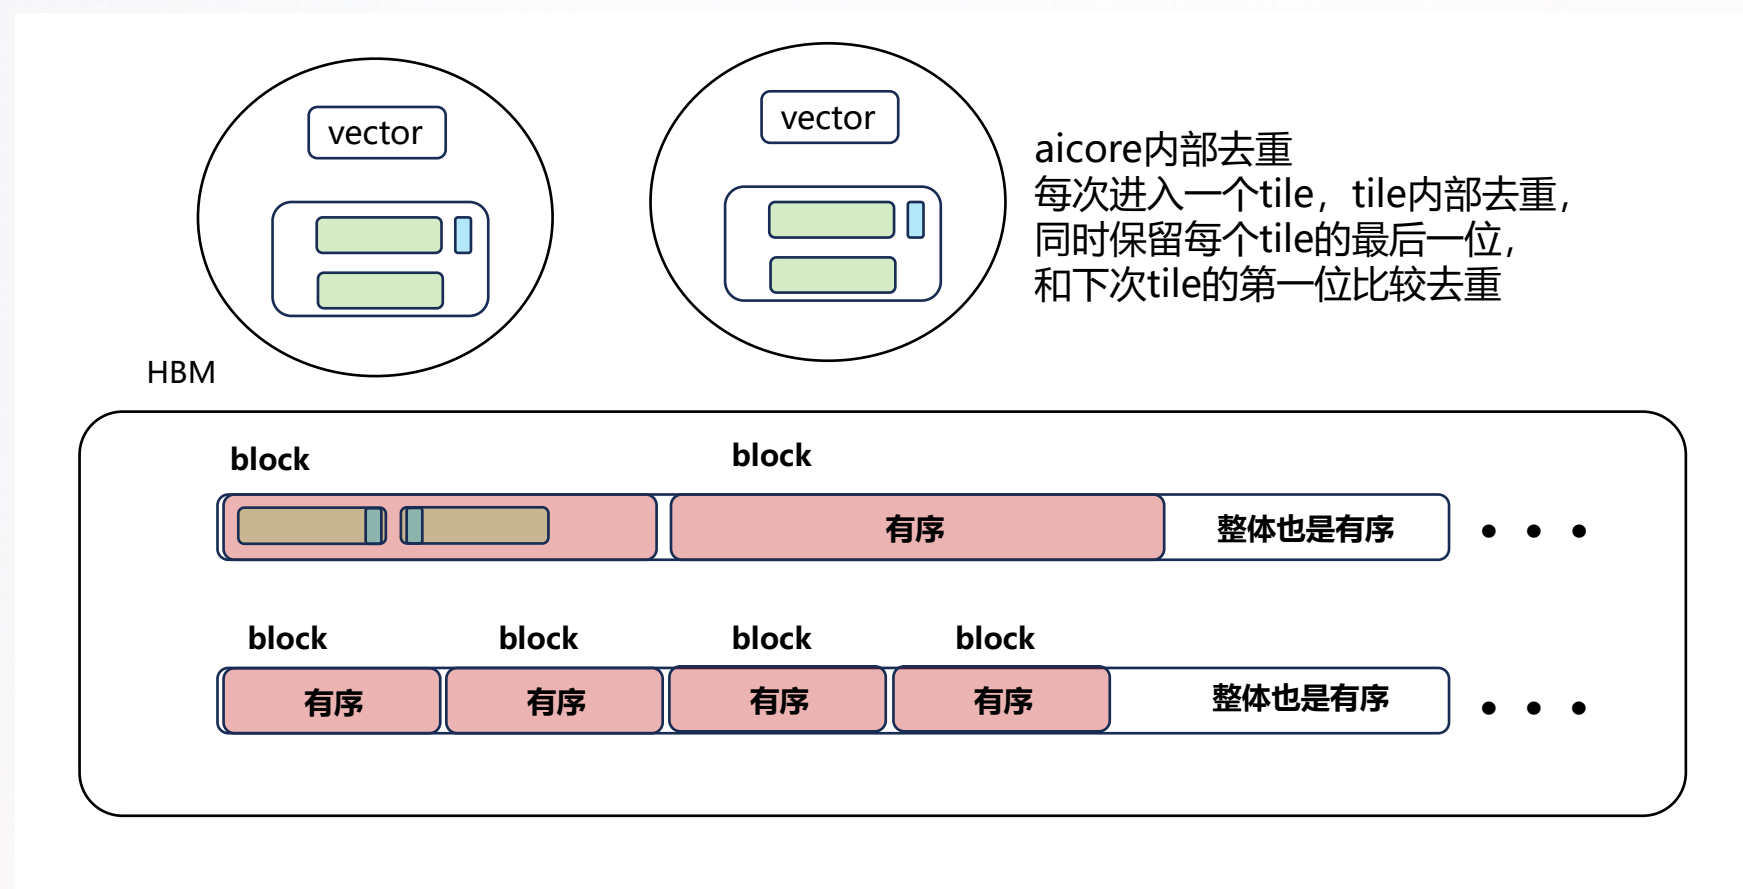 vector
vector
aicore内部去重
每次进入一个tile，tile内部去重，
同时保留每个tile的最后一位，
和下次tile的第一位比较去重
HBM
block
block
有序
整体也是有序
block
block
block
block
有序
有序
有序
有序
整体也是有序